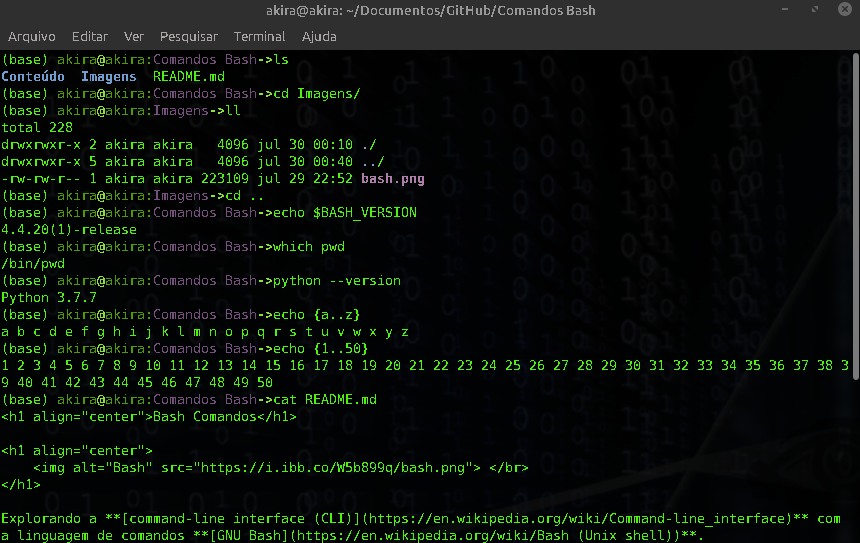 akira@akira: ~/Documentos/GitHub/Comandos Bash
Arquivo Editar Ver Pesquisar Terminal Ajuda
(base) akira@akira:Comandos Bash->ls
Conteúdo  Imagens  README.md
(base) akira@akira:Comandos Bash->cd Imagens/
(base) akira@akira:Imagens->ll
total 228
drwxrwxr-x 2 akira akira   4096 jul 30 00:10 ./
drwxrwxr-x 5 akira akira   4096 jul 30 00:40 ../
-rw-rw-r-- 1 akira akira 223109 jul 29 22:52 bash.png
(base) akira@akira:Imagens->cd ..
(base) akira@akira:Comandos Bash->echo $BASH_VERSION
4.4.20(1)-release
(base) akira@akira:Comandos Bash->which pwd
/bin/pwd
(base) akira@akira:Comandos Bash->python --version
Python 3.7.7
(base) akira@akira:Comandos Bash->echo {a..z}
a b c d e f g h i j k l m n o p q r s t u v w x y z
(base) akira@akira:Comandos Bash->echo {1..50}
1 2 3 4 5 6 7 8 9 10 11 12 13 14 15 16 17 18 19 20 21 22 23 24 25 26 27 28 29 30 31 32 33 34 35 36 37 38 3
9 40 41 42 43 44 45 46 47 48 49 50
(base) akira@akira:Comandos Bash->cat README.md
<h1 align="center">Bash Comandos</h1>
<h1 align="center">
    <img alt="Bash" src="https://i.ibb.co/W5b899q/bash.png"> </br>
</h1>
Explorando a **[command-line interface (CLI)](https://en.wikipedia.org/wiki/Command-line_interface)** com
a linguagem de comandos **[GNU Bash](https://en.wikipedia.org/wiki/Bash_(Unix_shell))**.